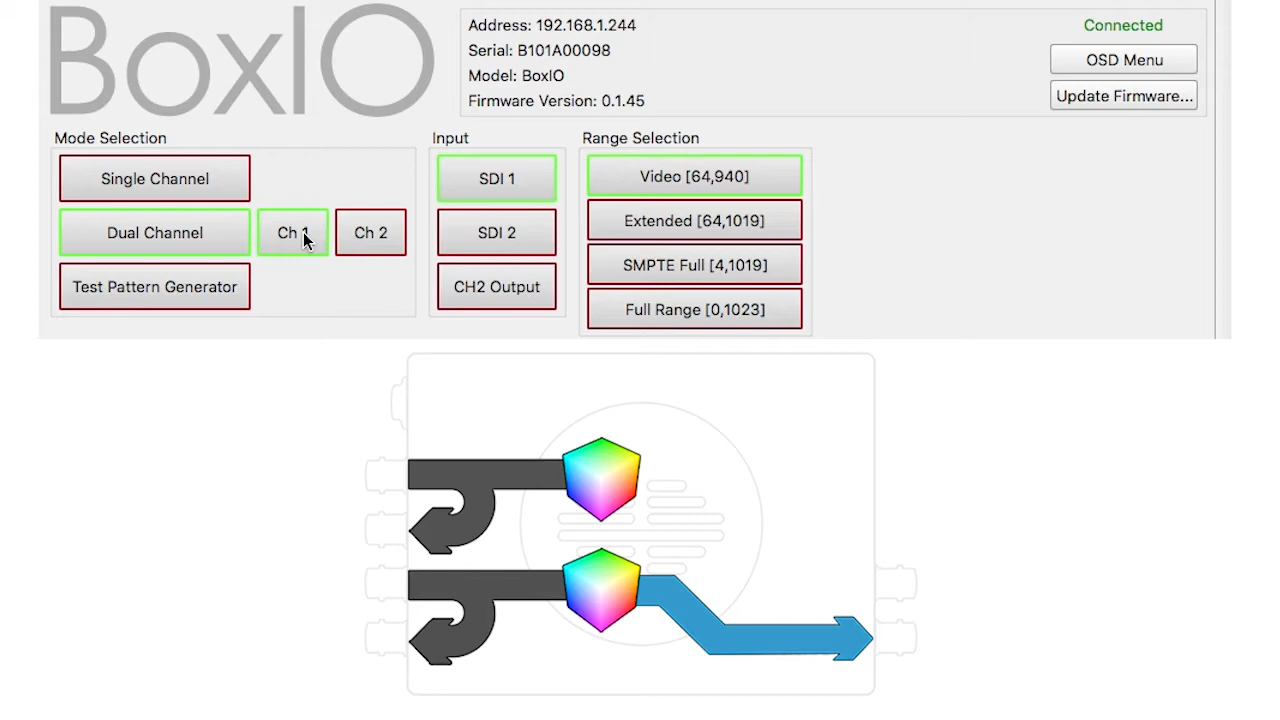 BoxIO
Address: 192.168.1.244
Serial: B101A00098
Model: BoxIO
Firmware Version: 0.1.45
Connected
OSD Menu
Update Firmware...
Mode Selection
Single Channel
Dual Channel
Ch 1
Ch 2
Test Pattern Generator
Input
SDI 1
SDI 2
CH2 Output
Range Selection
Video [64,940]
Extended [64,1019]
SMPTE Full [4,1019]
Full Range [0,1023]